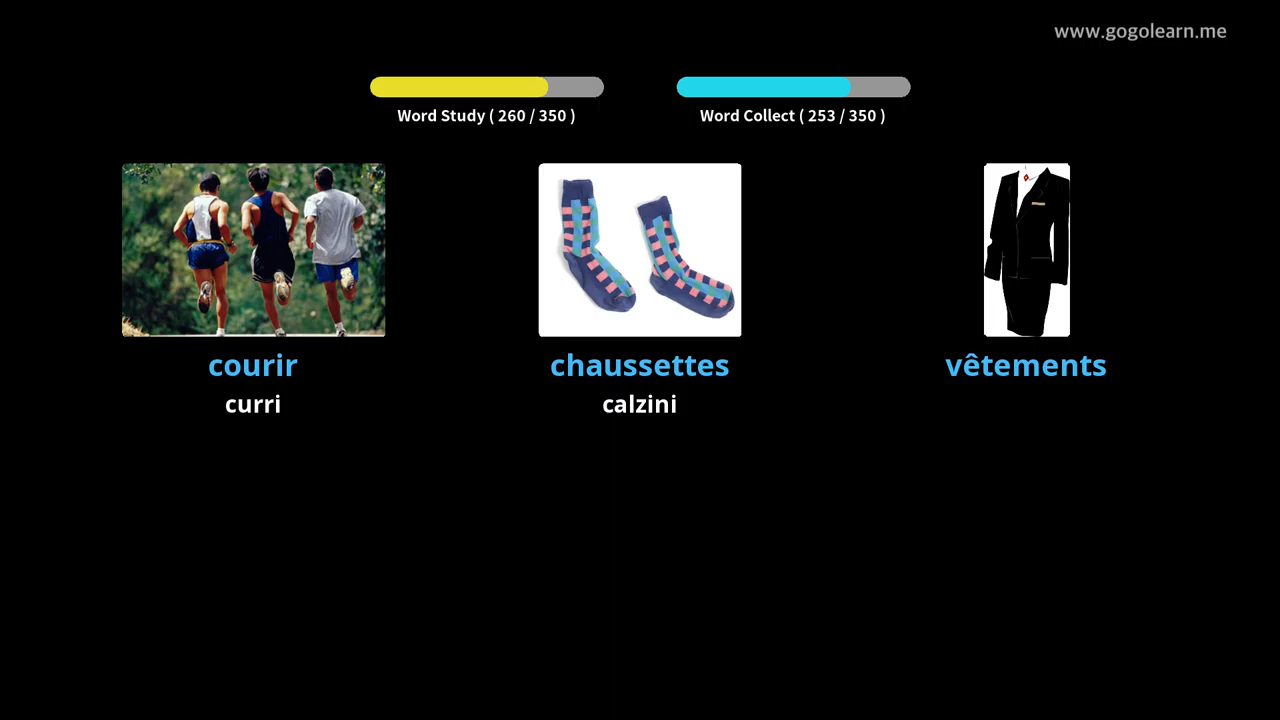 www.gogolearn.me
Word Study ( 260 / 350 )
Word Collect ( 253 / 350 )
courir
chaussettes
vêtements
curri
calzini